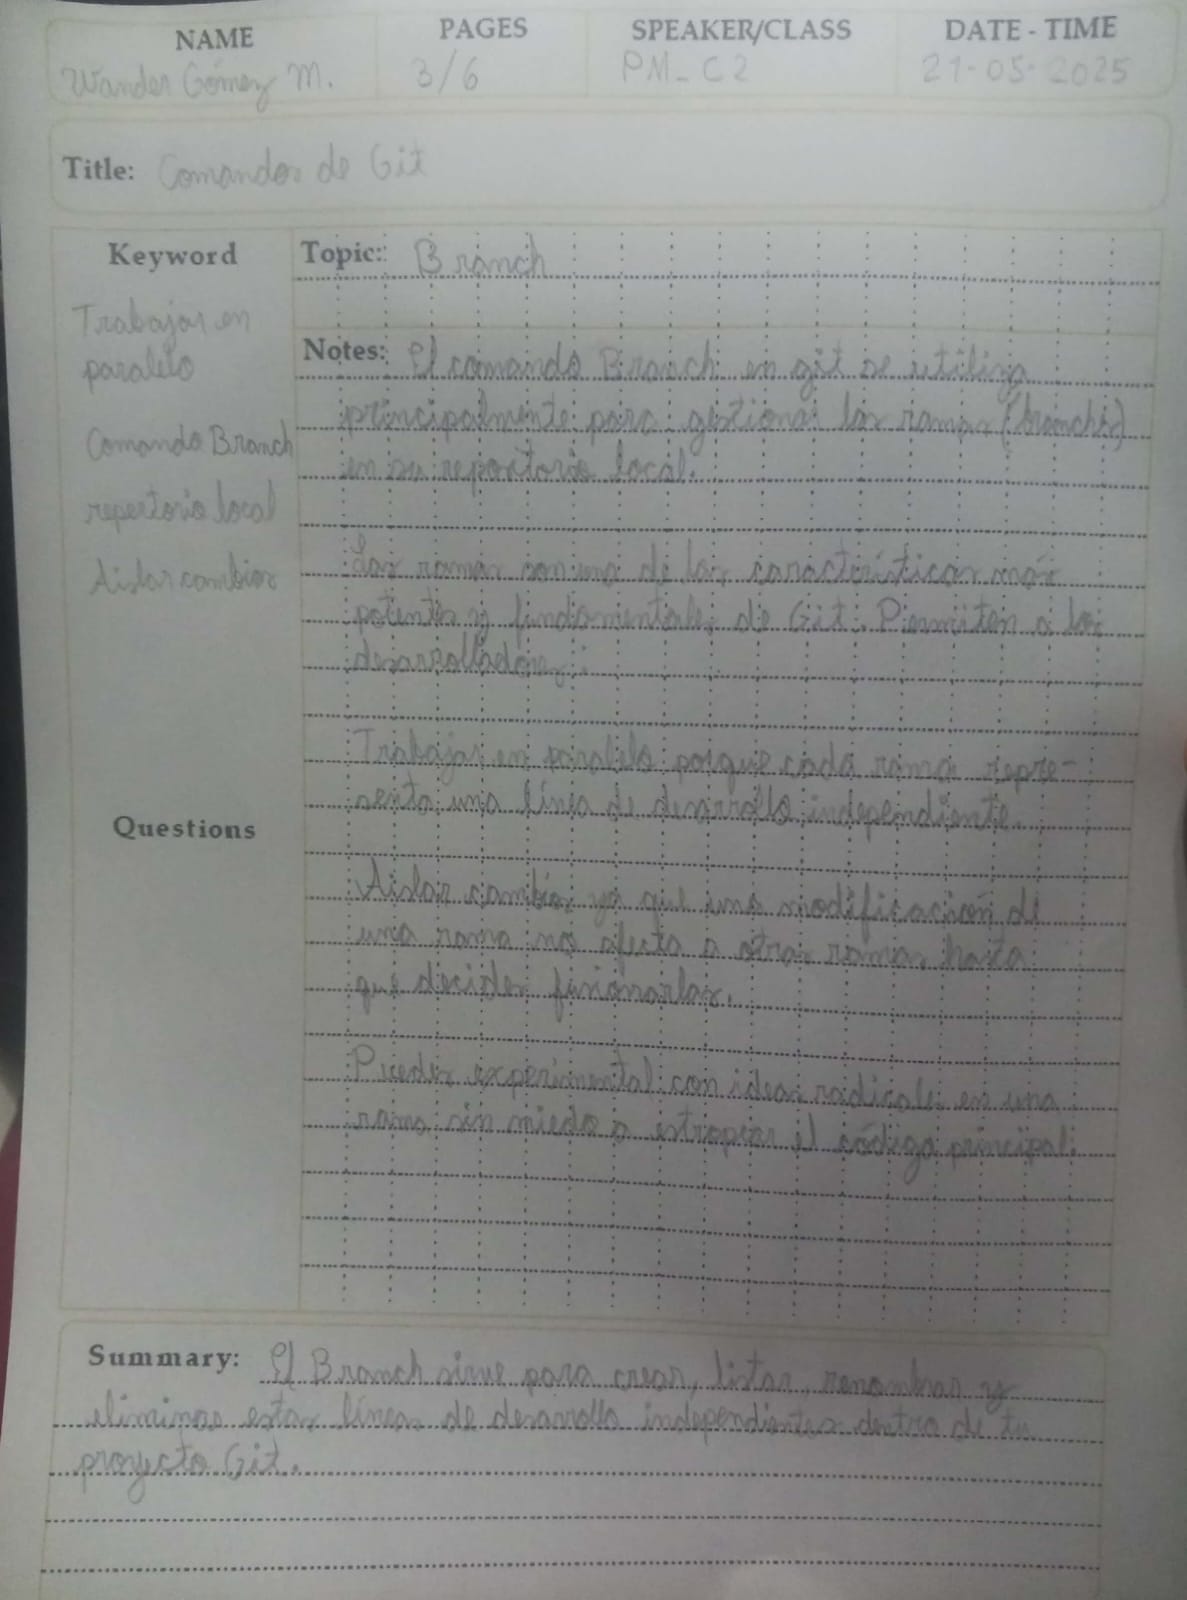 NAME
PAGES
SPEAKER/CLASS
DATE - TIME
Wander Gómez M.
3/6
PM_C2
21-05-2025
Title: Comandos de Git
Keyword
Trabajar en
paralelo
Comando Branch
repertorio local
Aislar cambios
Questions
Topic: Branch
Notes: El comando Branch en git se utiliza
principalmente para gestionar las ramas (branches)
en su repositorio local.
Las ramas son una de las características más
potentes y fundamentales de Git. Permiten a los
desarrolladores:
Trabajar en paralelo porque cada rama repre-
senta una línea de desarrollo independiente.
Aislar cambios ya que una modificación de
una rama no afecta a otras ramas hasta
que decides fusionarlas.
Puedes experimental con ideas radicales en una
rama sin miedo a estropear el código principal.
Summary: El Branch sirve para crear, listar, renombrar y
eliminar estas líneas de desarrollo independientes dentro de tu
proyecto Git.